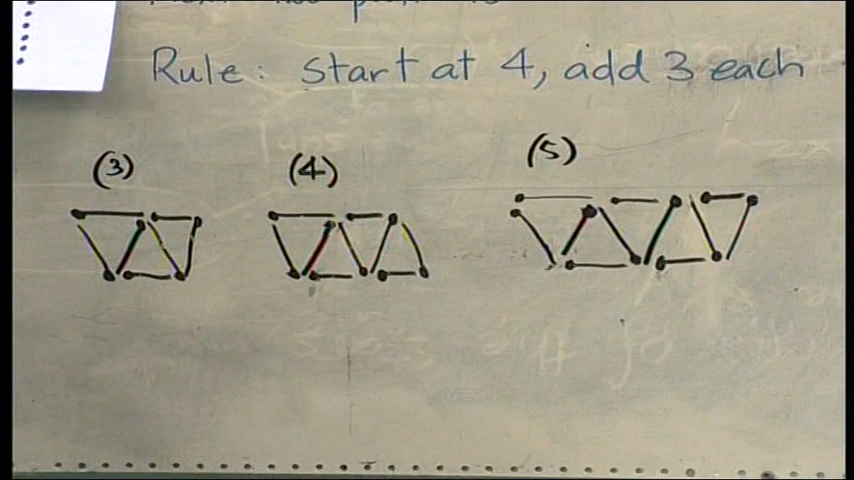 Rule: start at 4, add 3 each
(3) (4) (5)